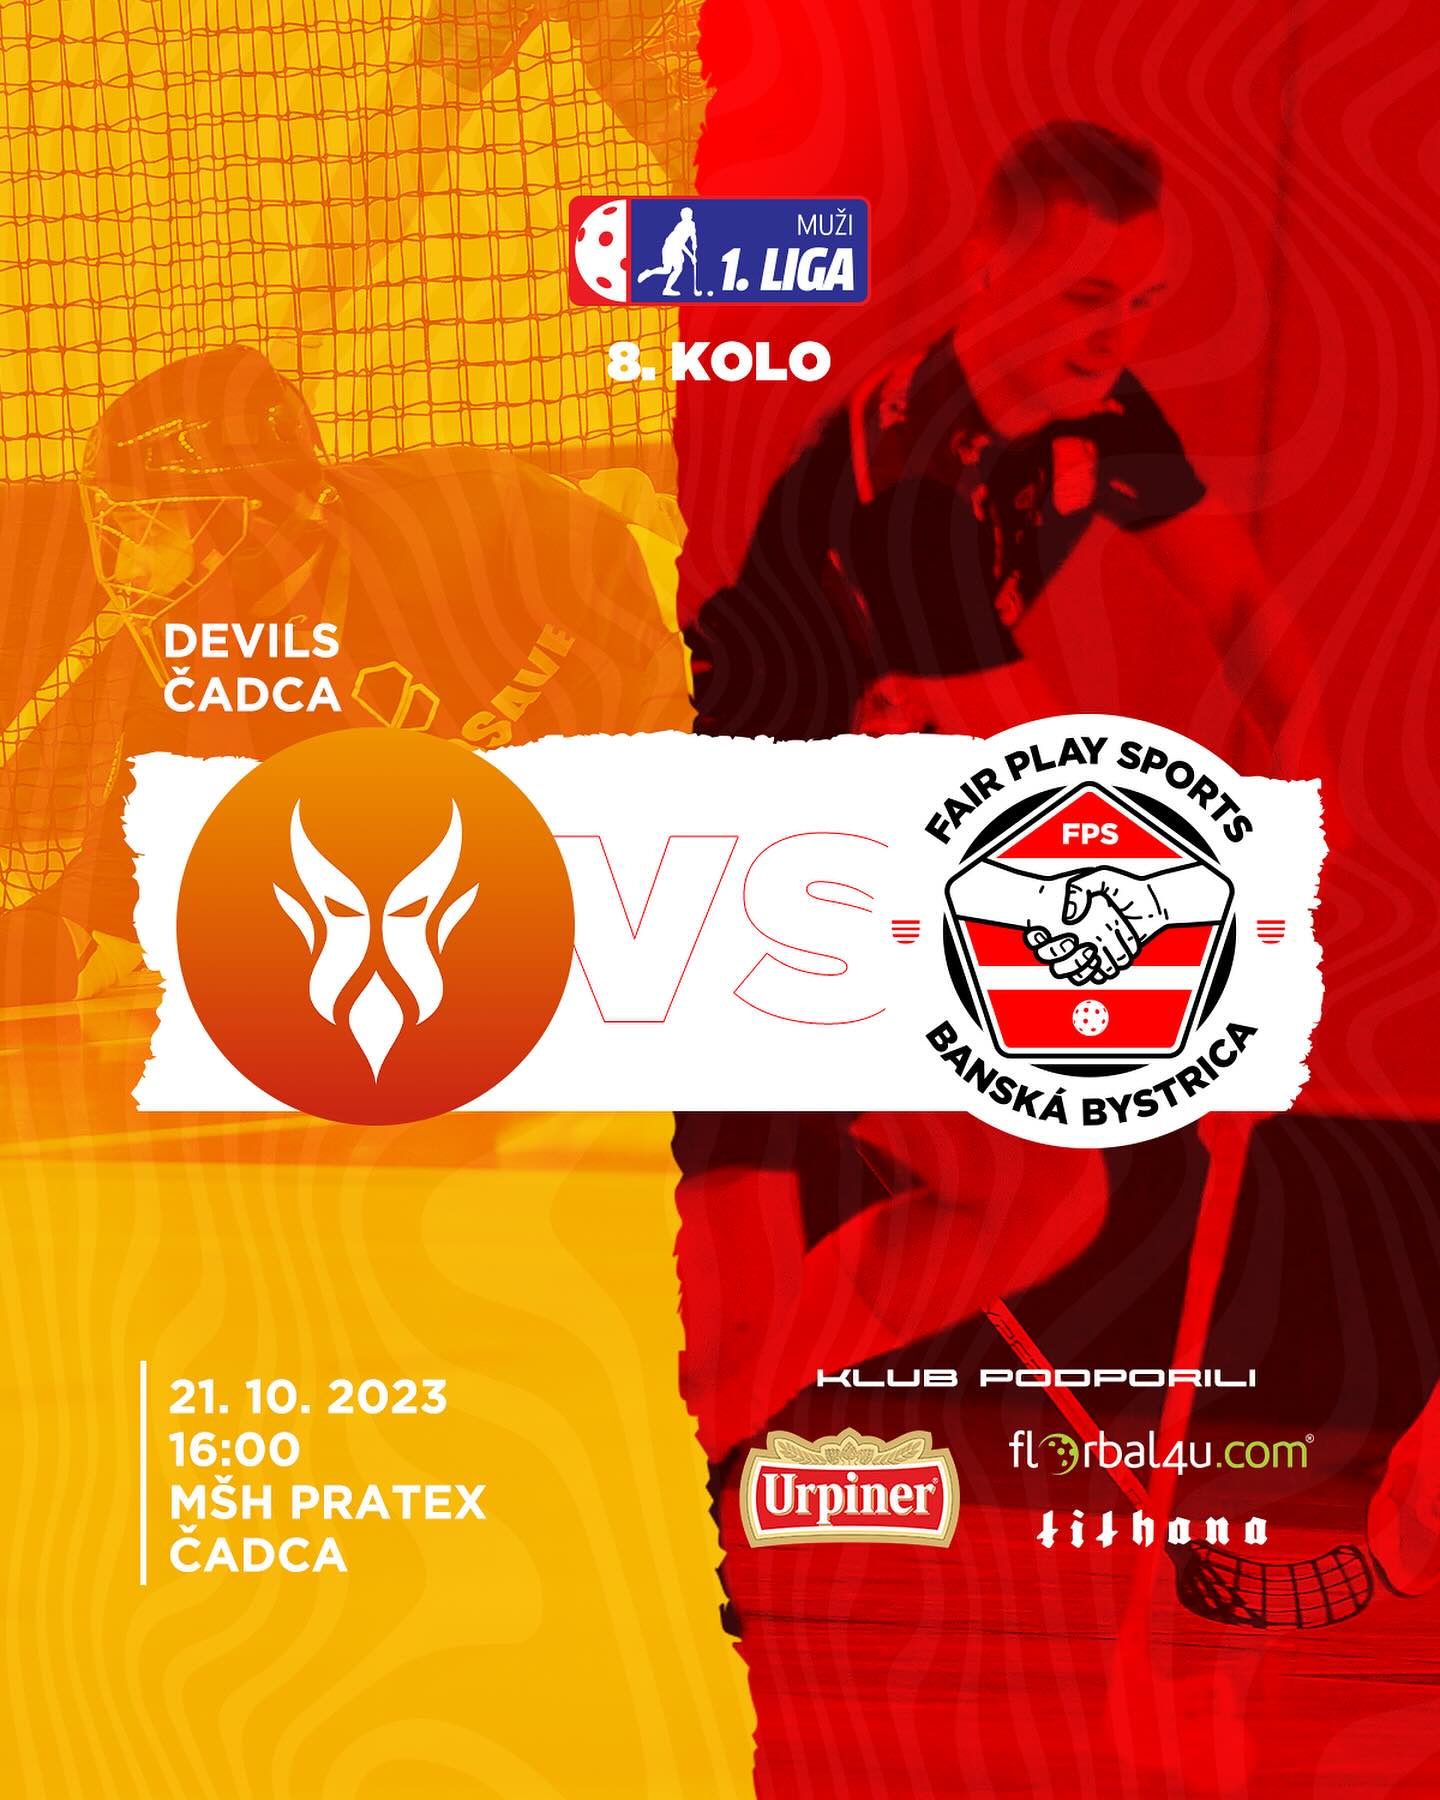 MUŽI
1. LIGA
8. KOLO
DEVILS
ČADCA
SAVE
VS
FAIR PLAY SPORTS
FPS
BANSKÁ BYSTRICA
21. 10. 2023
16:00
MŠH PRATEX
ČADCA
KLUB PODPORILI
Urpiner®
florbal4u.com®
tithana